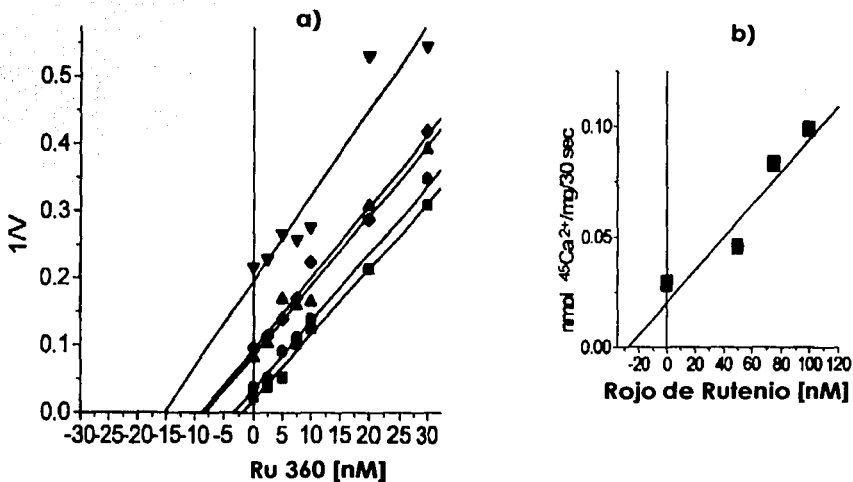 a)
0.5
0.4
0.3
0.2
0.1
0.0
1/V
-30-25-20-15-10-5 0 5 10 15 20 25 30
Ru 360 [nM]
b)
0.10
0.05
0.00
nmol ⁴⁵Ca²⁺/mg/30 sec
-20 0 20 40 60 80 100 120
Rojo de Rutenio [nM]